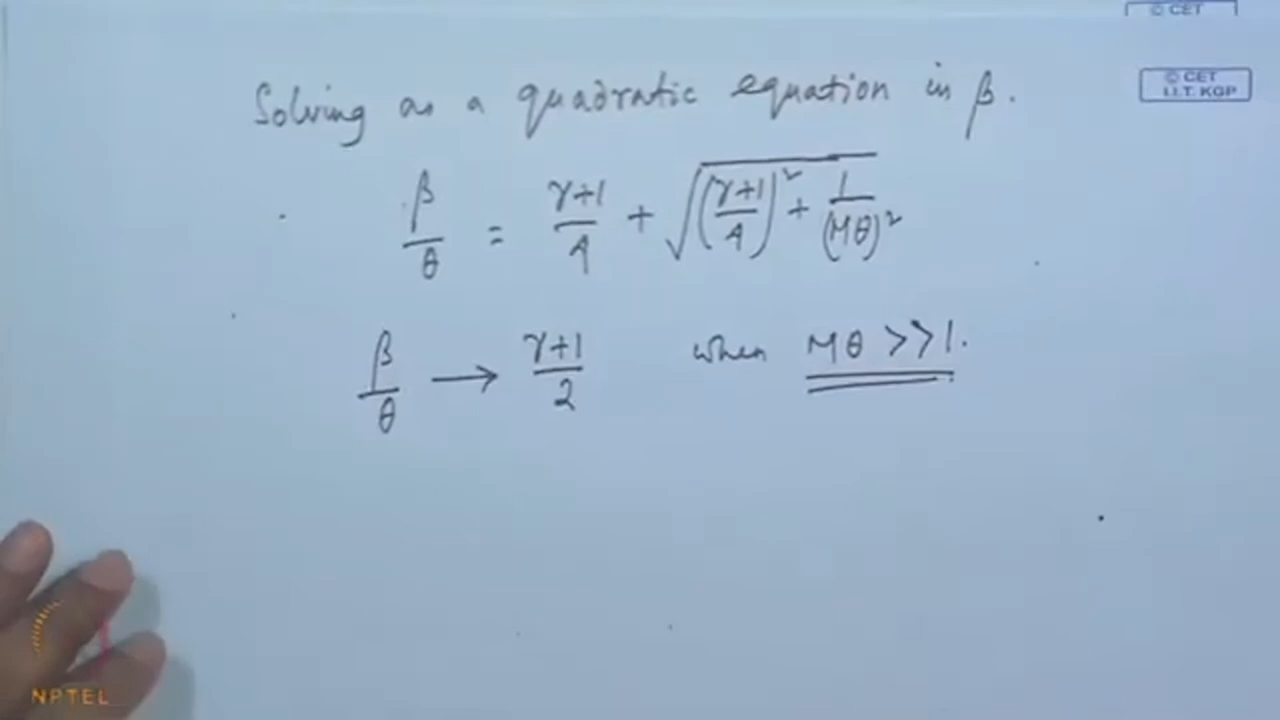 © CET
© CET
I.I.T. KGP
Solving as a quadratic equation in β.
β/θ = (γ+1)/4 + √(((γ+1)/4)² + 1/(Mθ)²)
β/θ → (γ+1)/2 when Mθ >> 1.
NPTEL